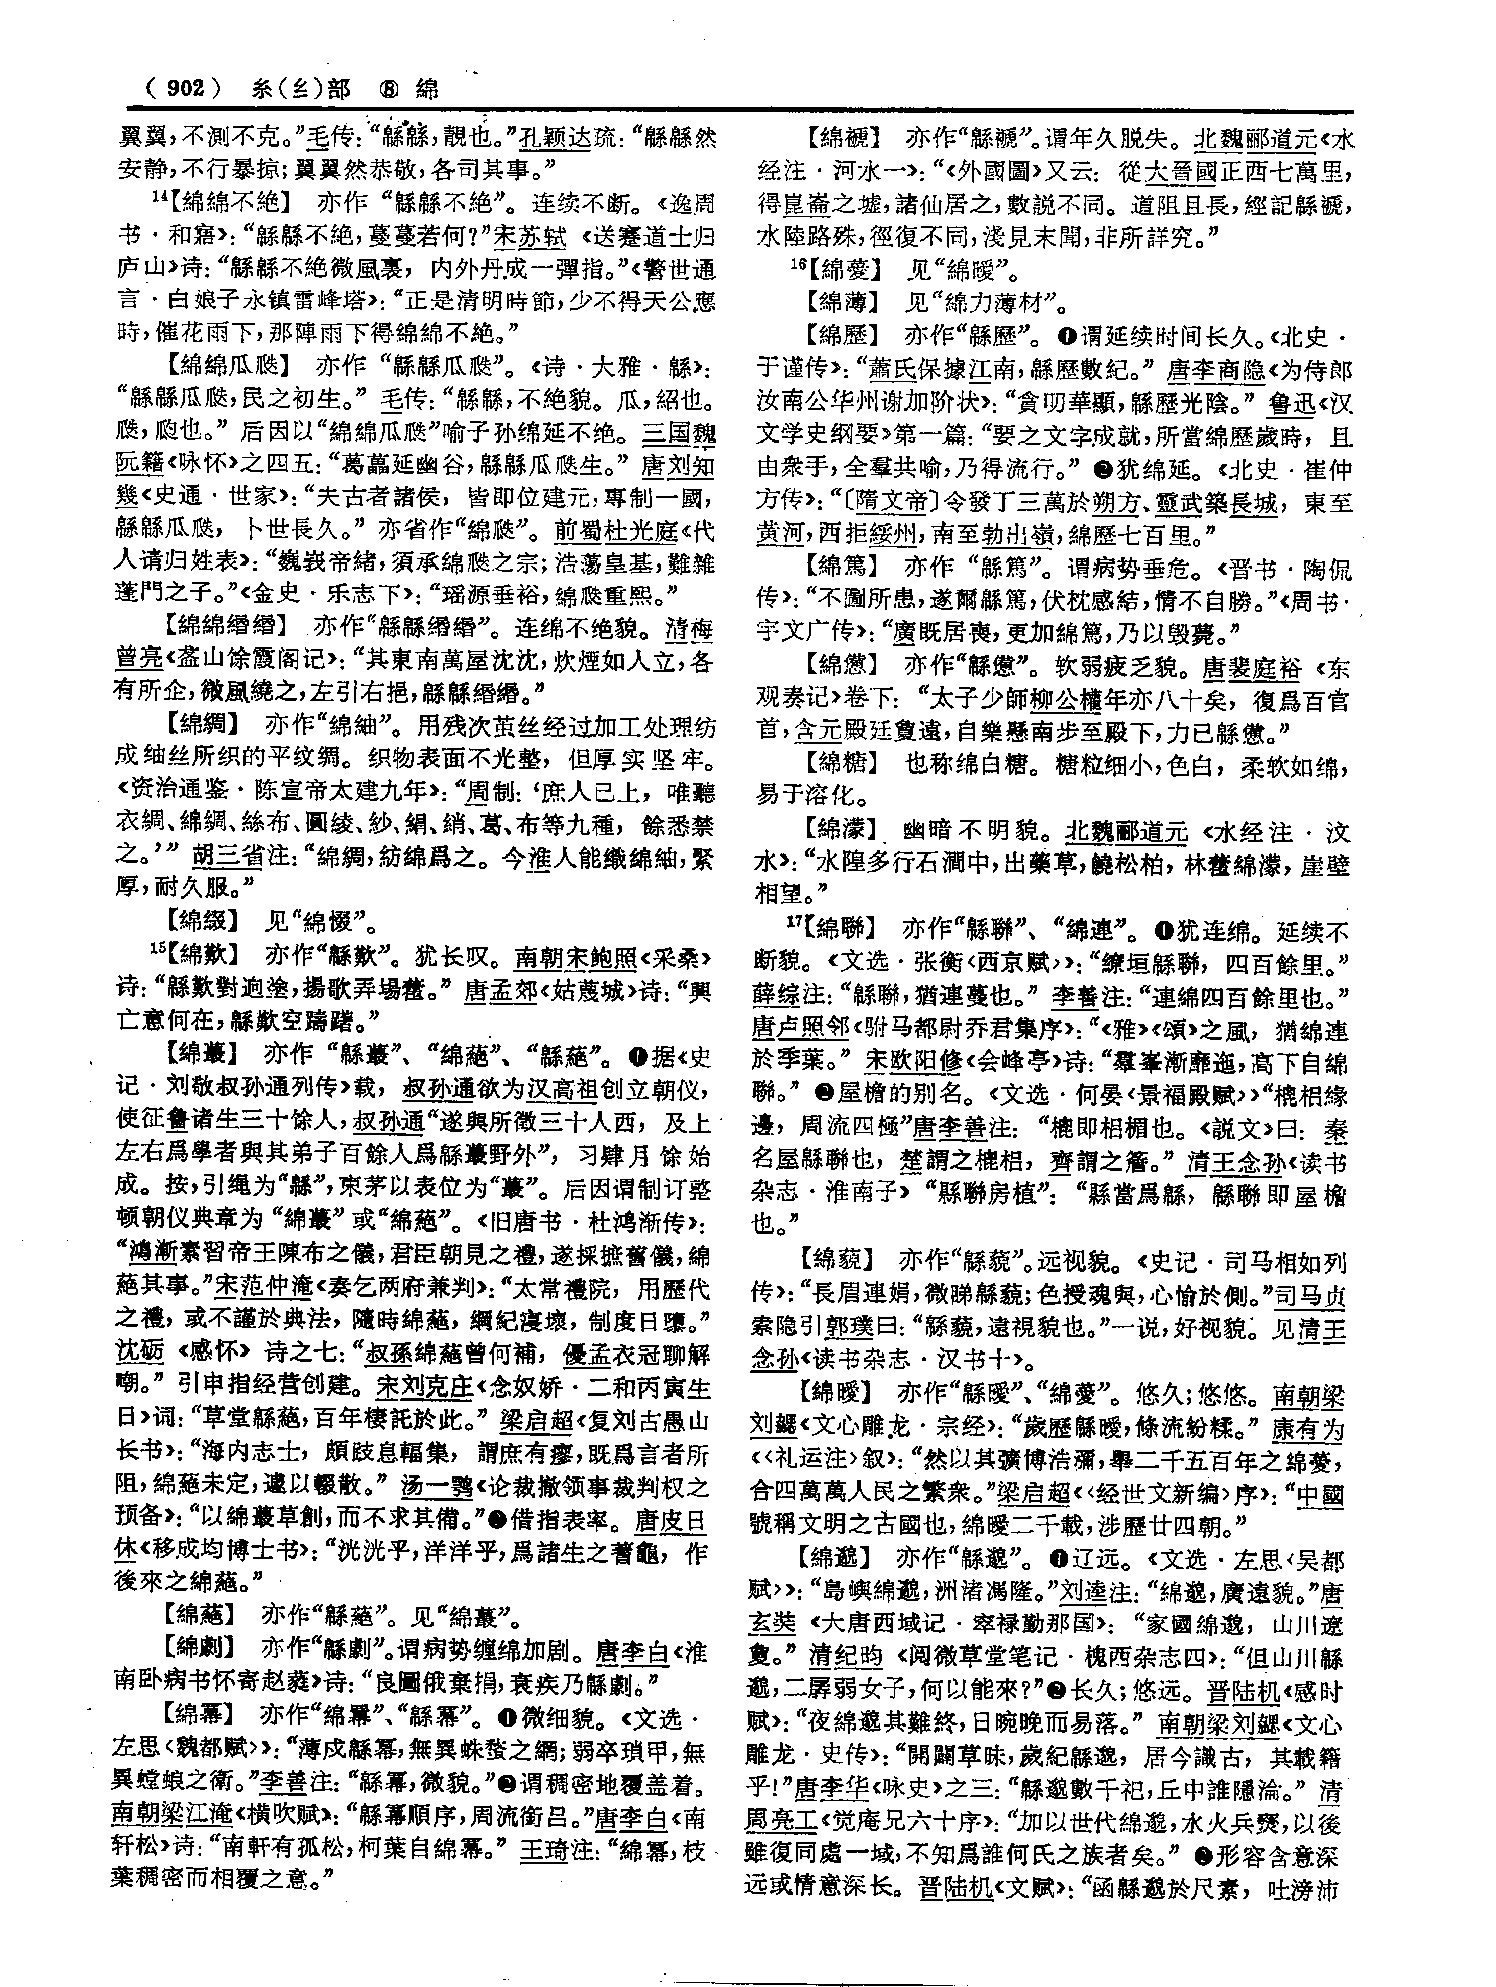 （902） 糸(纟)部 ⑧ 綿
翼翼，不測不克。”毛传：“緜緜，靚也。”孔颖达琉：“緜緜然
安静，不行暴掠；翼翼然恭敬，各司其事。”
14【綿綿不絶】 亦作“緜緜不絶”。连续不断。《逸周
书·和寤》：“緜緜不絶，蔓蔓若何？”宋苏轼《送蹇道士归
庐山》诗：“緜緜不絶微風裏，内外丹成一彈指。”《警世通
言·白娘子永镇雷峰塔》：“正是清明時節，少不得天公應
時，催花雨下，那陣雨下得綿綿不絶。”
【綿綿瓜瓞】 亦作“緜緜瓜瓞”。《诗·大雅·緜》：
“緜緜瓜瓞，民之初生。”毛传：“緜緜，不絶貌。瓜，紹也。
瓞，瓝也。”后因以“綿綿瓜瓞”喻子孙绵延不绝。三国魏
阮籍《咏怀》之四五：“葛藟延幽谷，緜緜瓜瓞生。”唐刘知
幾《史通·世家》：“夫古者諸侯，皆即位建元，專制一國，
緜緜瓜瓞，卜世長久。”亦省作“綿瓞”。前蜀杜光庭《代
人请归姓表》：“巍峩帝緒，須承綿瓞之宗；浩蕩皇基，難雜
蓬門之子。”《金史·乐志下》：“瑶源垂裕，綿瓞重熙。”
【綿綿緡緡】 亦作“緜緜緡緡”。连绵不绝貌。清梅
曾亮《盋山馀霞阁记》：“其東南萬屋沈沈，炊煙如人立，各
有所企，微風繞之，左引右挹，緜緜緡緡。”
【綿綢】 亦作“綿紬”。用残次茧丝经过加工处理纺
成䌷丝所织的平纹绸。织物表面不光整，但厚实坚牢。
《资治通鉴·陈宣帝太建九年》：“周制：‘庶人已上，唯聽
衣綢、綿綢、絲布、圓綾、紗、絹、綃、葛、布等九種，餘悉禁
之。’”胡三省注：“綿綢，紡綿爲之。今淮人能織綿紬，緊
厚，耐久服。”
【綿綴】 见“綿惙”。
15【綿歎】 亦作“緜歎”。犹长叹。南朝宋鲍照《采桑》
诗：“緜歎對迥塗，揚歌弄場藿。”唐孟郊《姑蔑城》诗：“興
亡意何在，緜歎空躊躇。”
【綿蕞】 亦作“緜蕞”、“綿蕝”、“緜蕝”。❶据《史
记·刘敬叔孙通列传》载，叔孙通欲为汉高祖创立朝仪，
使征鲁诸生三十馀人，叔孙通“遂與所徵三十人西，及上
左右爲學者與其弟子百餘人爲緜蕞野外”，习肄月馀始
成。按，引绳为“緜”，束茅以表位为“蕞”。后因谓制订整
顿朝仪典章为“綿蕞”或“綿蕝”。《旧唐书·杜鸿渐传》：
“鴻漸素習帝王陳布之儀，君臣朝見之禮，遂採摭舊儀，綿
蕝其事。”宋范仲淹《奏乞两府兼判》：“太常禮院，用歷代
之禮，或不謹於典法，隨時綿蕝，綱紀寖壞，制度日隳。”
沈砺《感怀》诗之七：“叔孫綿蕝曾何補，優孟衣冠聊解
嘲。”引申指经营创建。宋刘克庄《念奴娇·二和丙寅生
日》词：“草堂緜蕝，百年棲託於此。”梁启超《复刘古愚山
长书》：“海内志士，頗跂息輻集，謂庶有瘳，既爲言者所
阻，綿蕝未定，遽以輟散。”汤一鹗《论裁撤领事裁判权之
预备》：“以綿蕞草創，而不求其備。”❷借指表率。唐皮日
休《移成均博士书》：“洸洸乎，洋洋乎，爲諸生之蓍龜，作
後來之綿蕝。”
【綿蕝】 亦作“緜蕝”。见“綿蕞”。
【綿劇】 亦作“緜劇”。谓病势缠绵加剧。唐李白《淮
南卧病书怀寄赵蕤》诗：“良圖俄棄捐，衰疾乃緜劇。”
【綿冪】 亦作“綿羃”、“緜冪”。❶微细貌。《文选·
左思〈魏都赋〉》：“薄戍緜冪，無異蛛蝥之網；弱卒瑣甲，無
異螳蜋之衛。”李善注：“緜冪，微貌。”❷谓稠密地覆盖着。
南朝梁江淹《横吹赋》：“緜冪順序，周流銜呂。”唐李白《南
轩松》诗：“南軒有孤松，柯葉自綿冪。”王琦注：“綿冪，枝
葉稠密而相覆之意。”
【綿褫】 亦作“緜褫”。谓年久脱失。北魏郦道元《水
经注·河水一》：“《外國圖》又云：從大晉國正西七萬里，
得崑崙之墟，諸仙居之，數説不同。道阻且長，經記緜褫，
水陸路殊，徑復不同，淺見末聞，非所詳究。”
16【綿薆】 见“綿曖”。
【綿薄】 见“綿力薄材”。
【綿歷】 亦作“緜歷”。❶谓延续时间长久。《北史·
于谨传》：“蕭氏保據江南，緜歷數紀。”唐李商隐《为侍郎
汝南公华州谢加阶状》：“貪叨華顯，緜歷光陰。”鲁迅《汉
文学史纲要》第一篇：“要之文字成就，所當綿歷歲時，且
由衆手，全羣共喻，乃得流行。”❷犹绵延。《北史·崔仲
方传》：“〔隋文帝〕令發丁三萬於朔方、靈武築長城，東至
黄河，西拒綏州，南至勃出嶺，綿歷七百里。”
【綿篤】 亦作“緜篤”。谓病势垂危。《晋书·陶侃
传》：“不圖所患，遂爾緜篤，伏枕感結，情不自勝。”《周书·
宇文广传》：“廣既居喪，更加綿篤，乃以毁薨。”
【綿憊】 亦作“緜憊”。软弱疲乏貌。唐裴庭裕《东
观奏记》卷下：“太子少師柳公權年亦八十矣，復爲百官
首，含元殿廷敻遠，自樂懸南步至殿下，力已緜憊。”
【綿糖】 也称绵白糖。糖粒细小，色白，柔软如绵，
易于溶化。
【綿濛】 幽暗不明貌。北魏郦道元《水经注·汶
水》：“水隍多行石澗中，出藥草，饒松柏，林藿綿濛，崖壁
相望。”
17【綿聯】 亦作“緜聯”、“綿連”。❶犹连绵。延续不
断貌。《文选·张衡〈西京赋〉》：“繚垣緜聯，四百餘里。”
薛综注：“緜聯，猶連蔓也。”李善注：“連綿四百餘里也。”
唐卢照邻《驸马都尉乔君集序》：“《雅》《頌》之風，猶綿連
於季葉。”宋欧阳修《会峰亭》诗：“羣峯漸靡迤，高下自綿
聯。”❷屋檐的别名。《文选·何晏〈景福殿赋〉》“槐梠緣
邊，周流四極”唐李善注：“槐即梠楣也。《説文》曰：秦
名屋緜聯也，楚謂之槐梠，齊謂之簷。”清王念孙《读书
杂志·淮南子》“縣聯房植”：“縣當爲緜，緜聯即屋檐
也。”
【綿藐】 亦作“緜藐”。远视貌。《史记·司马相如列
传》：“長眉連娟，微睇緜藐；色授魂與，心愉於側。”司马贞
索隐引郭璞曰：“緜藐，遠視貌也。”一说，好视貌。见清王
念孙《读书杂志·汉书十》。
【綿曖】 亦作“緜曖”、“綿薆”。悠久；悠悠。南朝梁
刘勰《文心雕龙·宗经》：“歲歷緜曖，條流紛糅。”康有为
《〈礼运注〉叙》：“然以其彌博浩瀰，舉二千五百年之綿薆，
合四萬萬人民之繁衆。”梁启超《〈经世文新编〉序》：“中國
號稱文明之古國也，綿曖二千載，涉歷廿四朝。”
【綿邈】 亦作“緜邈”。❶辽远。《文选·左思〈吴都
赋〉》：“島嶼綿邈，洲渚馮隆。”刘逵注：“綿邈，廣遠貌。”唐
玄奘《大唐西域记·窣禄勤那国》：“家國綿邈，山川遼
敻。”清纪昀《阅微草堂笔记·槐西杂志四》：“但山川緜
邈，二孱弱女子，何以能來？”❷长久；悠远。晋陆机《感时
赋》：“夜綿邈其難終，日晼晚而易落。”南朝梁刘勰《文心
雕龙·史传》：“開闢草昧，歲紀緜邈，居今識古，其載籍
乎！”唐李华《咏史》之三：“緜邈數千祀，丘中誰隱淪。”清
周亮工《觉庵兄六十序》：“加以世代綿邈，水火兵燹，以後
雖復同處一城，不知爲誰何氏之族者矣。”❸形容含意深
远或情意深长。晋陆机《文赋》：“函緜邈於尺素，吐滂沛